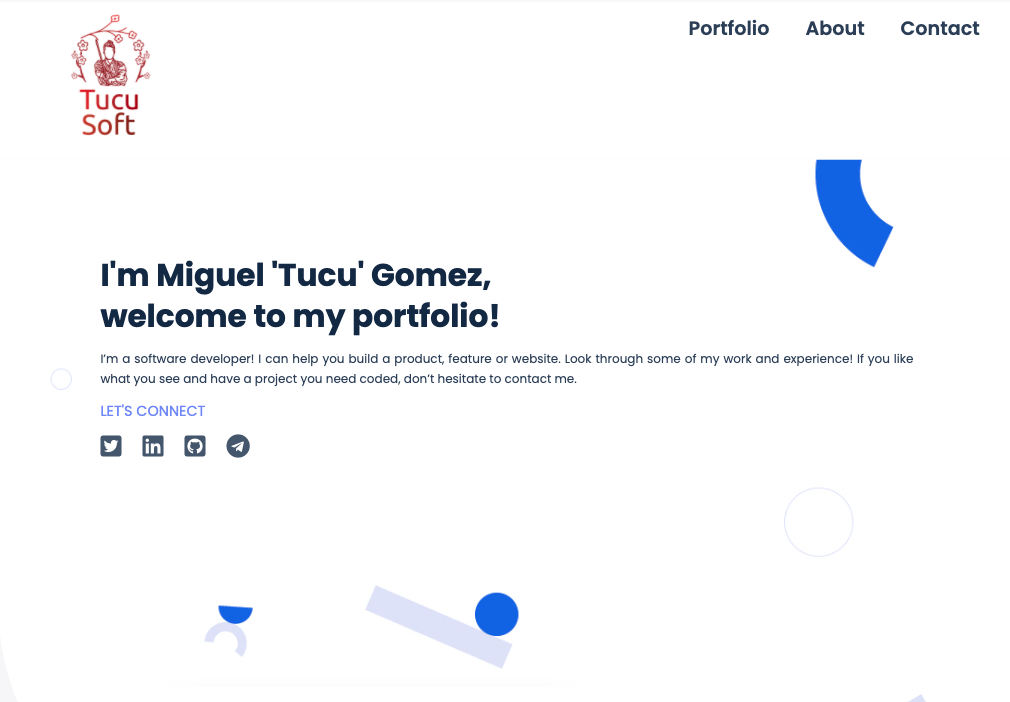 Tucu
Soft
Portfolio About Contact
I'm Miguel 'Tucu' Gomez,
welcome to my portfolio!
I’m a software developer! I can help you build a product, feature or website. Look through some of my work and experience! If you like
what you see and have a project you need coded, don’t hesitate to contact me.
LET'S CONNECT
in